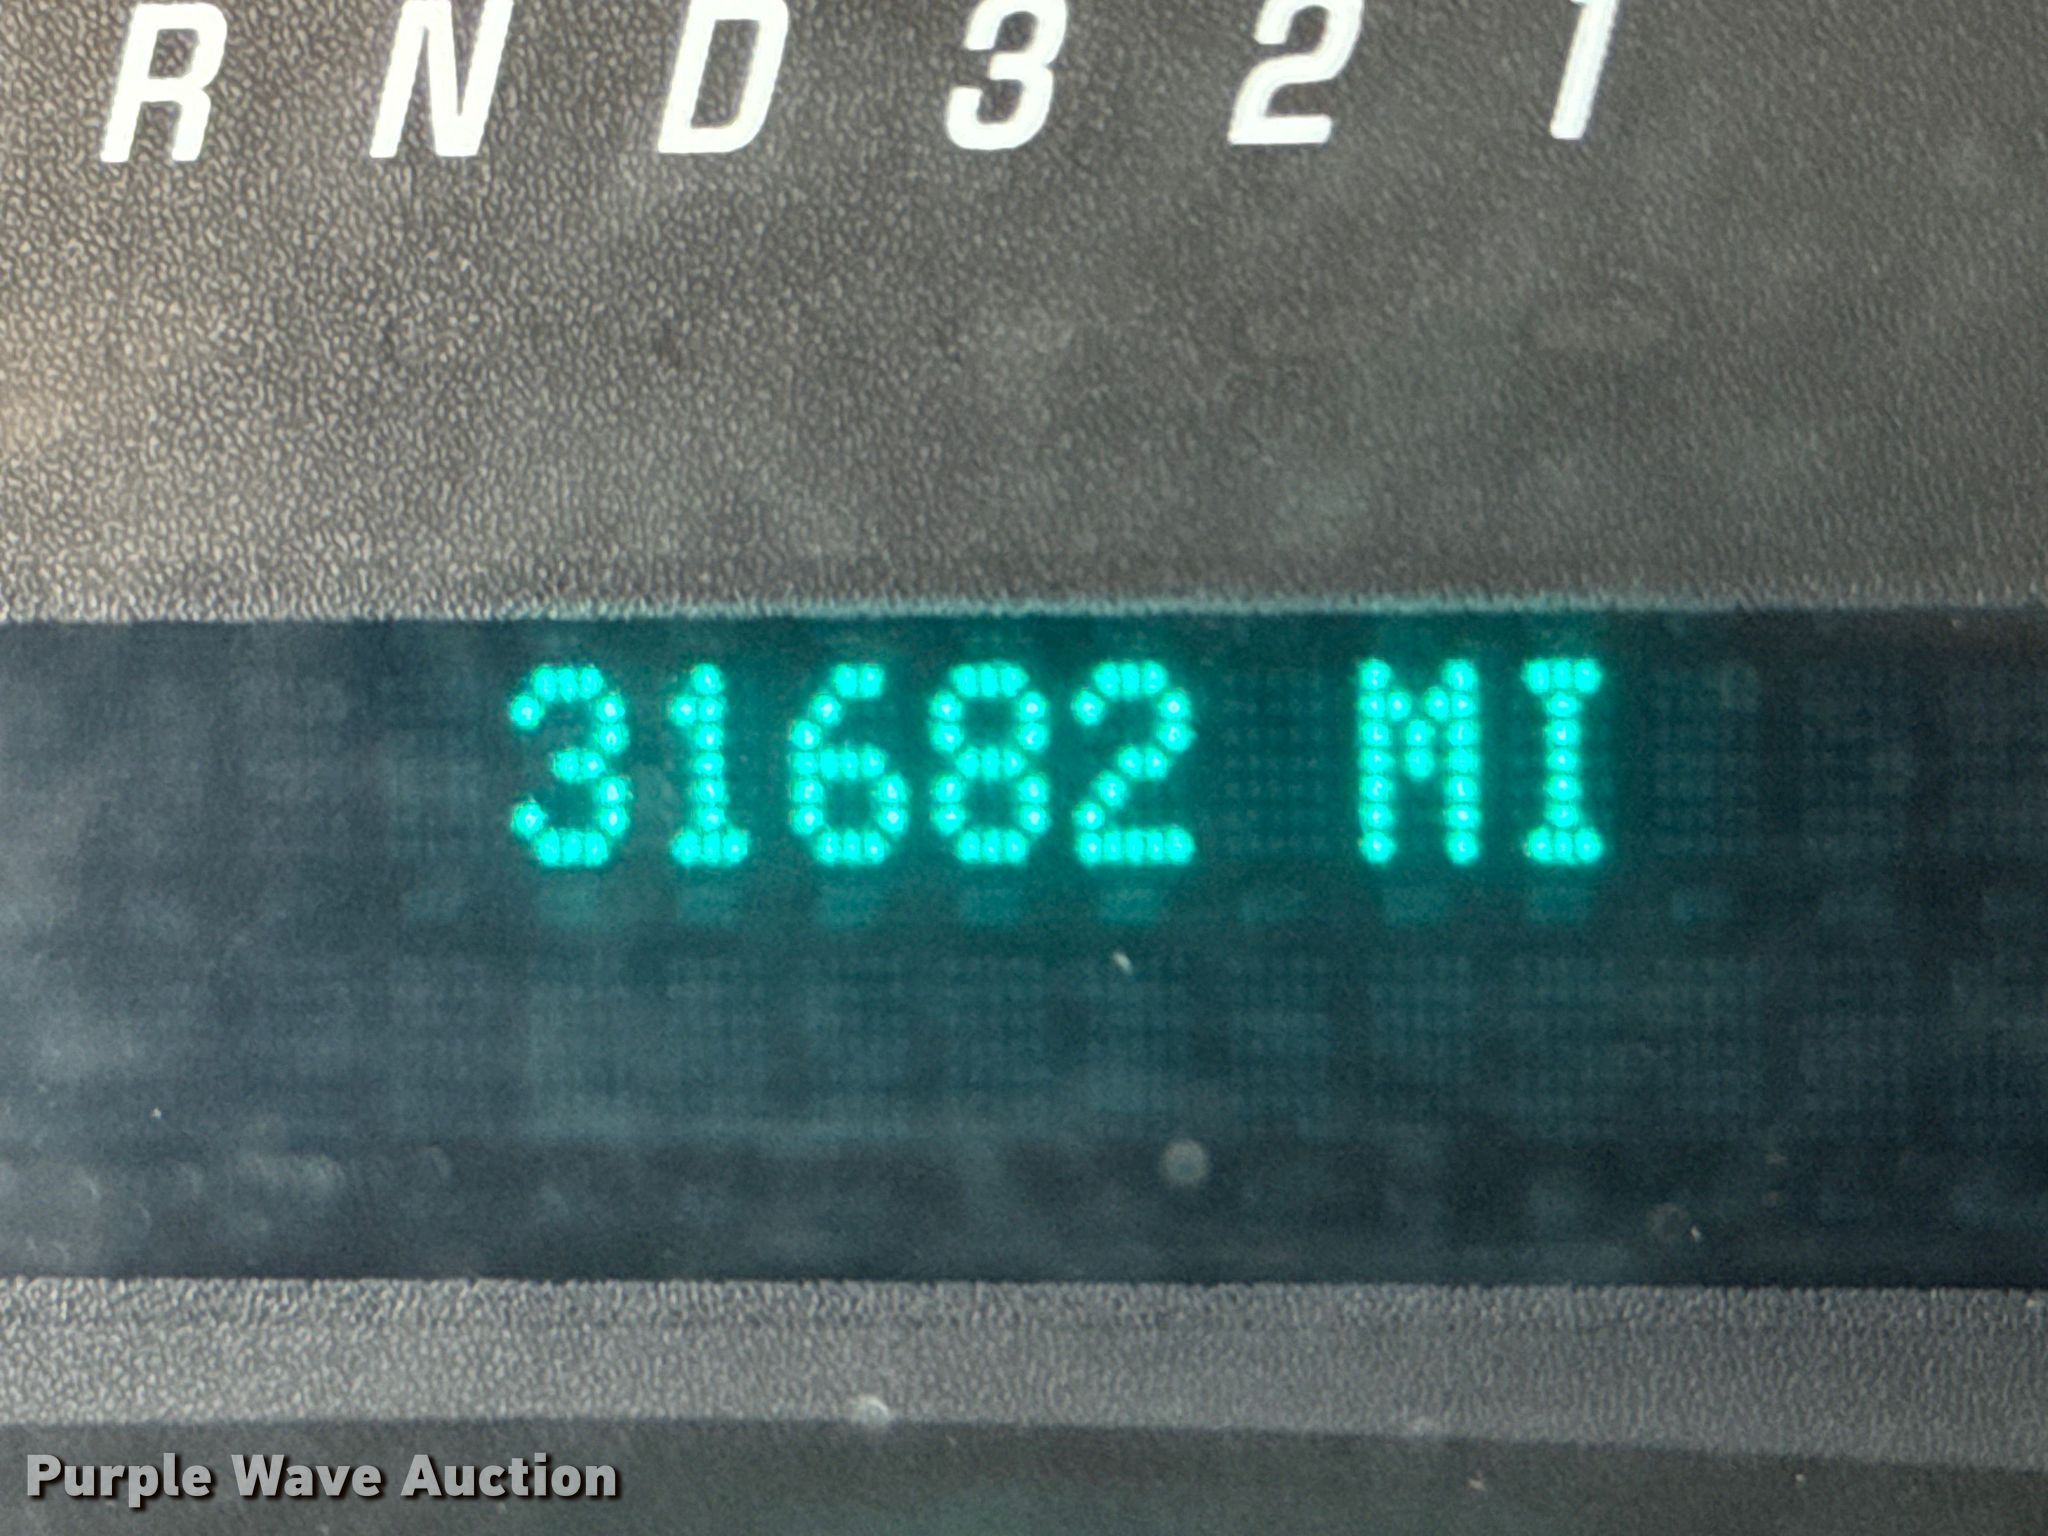 R N D 3 2 1
31682 MI
Purple Wave Auction